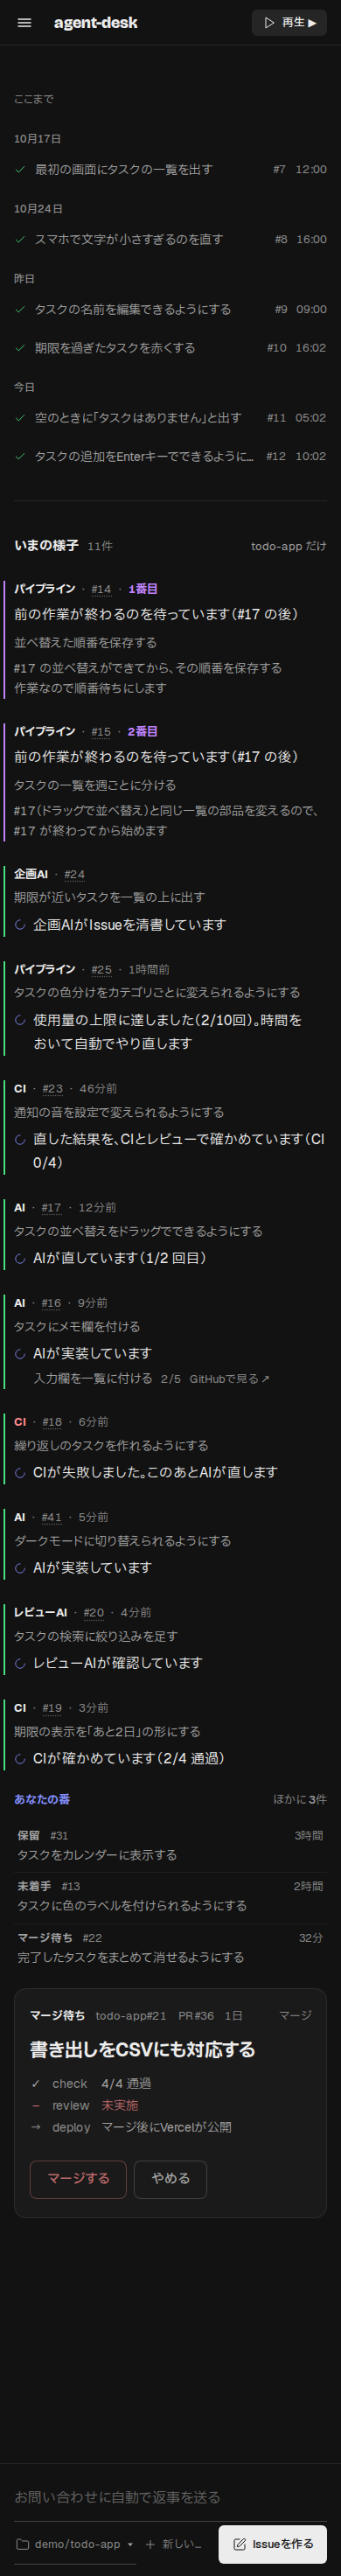 agent-desk
再生 ▶
ここまで
10月17日
✓ 最初の画面にタスクの一覧を出す #7 12:00
10月24日
✓ スマホで文字が小さすぎるのを直す #8 16:00
昨日
✓ タスクの名前を編集できるようにする #9 09:00
✓ 期限を過ぎたタスクを赤くする #10 16:02
今日
✓ 空のときに「タスクはありません」と出す #11 05:02
✓ タスクの追加をEnterキーでできるように… #12 10:02
いまの様子 11件 todo-app だけ
パイプライン · #14 · 1番目
前の作業が終わるのを待っています(#17 の後)
並べ替えた順番を保存する
#17 の並べ替えができてから、その順番を保存する
作業なので順番待ちにします
パイプライン · #15 · 2番目
前の作業が終わるのを待っています(#17 の後)
タスクの一覧を週ごとに分ける
#17(ドラッグで並べ替え)と同じ一覧の部品を変えるので、
#17 が終わってから始めます
企画AI · #24
期限が近いタスクを一覧の上に出す
企画AIがIssueを清書しています
パイプライン · #25 · 1時間前
タスクの色分けをカテゴリごとに変えられるようにする
使用量の上限に達しました(2/10回)。時間を
おいて自動でやり直します
CI · #23 · 46分前
通知の音を設定で変えられるようにする
直した結果を、CIとレビューで確かめています(CI
0/4)
AI · #17 · 12分前
タスクの並べ替えをドラッグでできるようにする
AIが直しています(1/2 回目)
AI · #16 · 9分前
タスクにメモ欄を付ける
AIが実装しています
入力欄を一覧に付ける 2/5 GitHubで見る ↗
CI · #18 · 6分前
繰り返しのタスクを作れるようにする
CIが失敗しました。このあとAIが直します
AI · #41 · 5分前
ダークモードに切り替えられるようにする
AIが実装しています
レビューAI · #20 · 4分前
タスクの検索に絞り込みを足す
レビューAIが確認しています
CI · #19 · 3分前
期限の表示を「あと2日」の形にする
CIが確かめています(2/4 通過)
あなたの番 ほかに 3件
保留 #31 3時間
タスクをカレンダーに表示する
未着手 #13 2時間
タスクに色のラベルを付けられるようにする
マージ待ち #22 32分
完了したタスクをまとめて消せるようにする
マージ待ち todo-app#21 PR#36 1日 マージ
書き出しをCSVにも対応する
✓ check 4/4 通過
– review 未実施
→ deploy マージ後にVercelが公開
マージする やめる
お問い合わせに自動で返事を送る
demo/todo-app ▾ + 新しい… Issueを作る